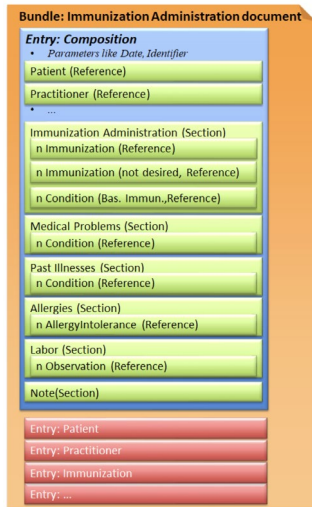 Bundle: Immunization Administration document
Entry: Composition
• Parameters like Date, Identifier
Patient (Reference)
Practitioner (Reference)
• ...
Immunization Administration (Section)
n Immunization (Reference)
n Immunization (not desired, Reference)
n Condition (Bas. Immun.,Reference)
Medical Problems (Section)
n Condition (Reference)
Past Illnesses (Section)
n Condition (Reference)
Allergies (Section)
n AllergyIntolerance (Reference)
Labor (Section)
n Observation (Reference)
Note(Section)
Entry: Patient
Entry: Practitioner
Entry: Immunization
Entry: ...